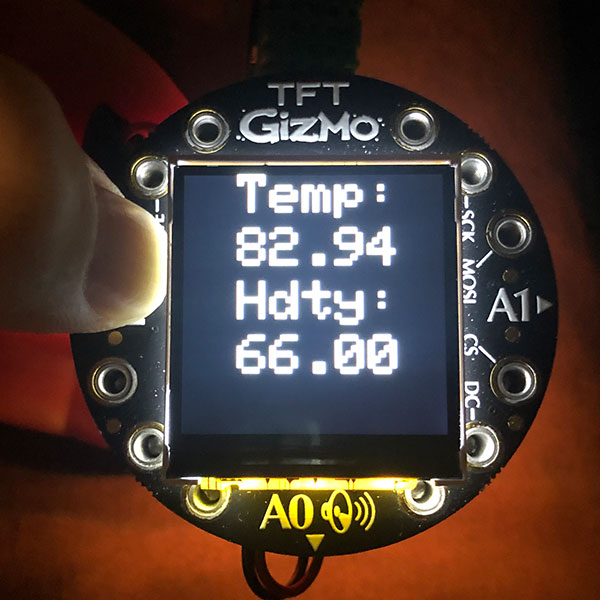 TFT
GizMo
Temp:
82.94
Hdty:
66.00
SCK
MOSI
A1
CS
DC
A0